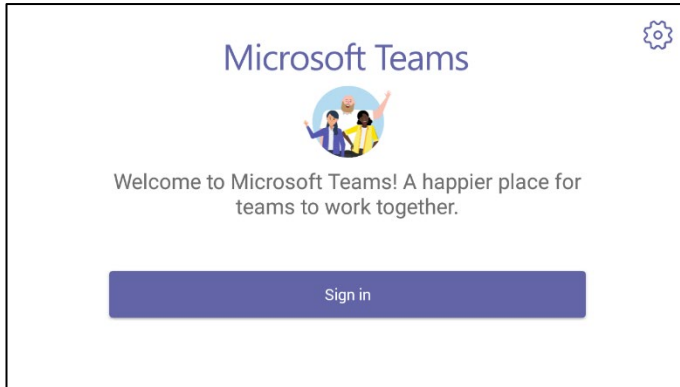 Microsoft Teams
Welcome to Microsoft Teams! A happier place for
teams to work together.
Sign in